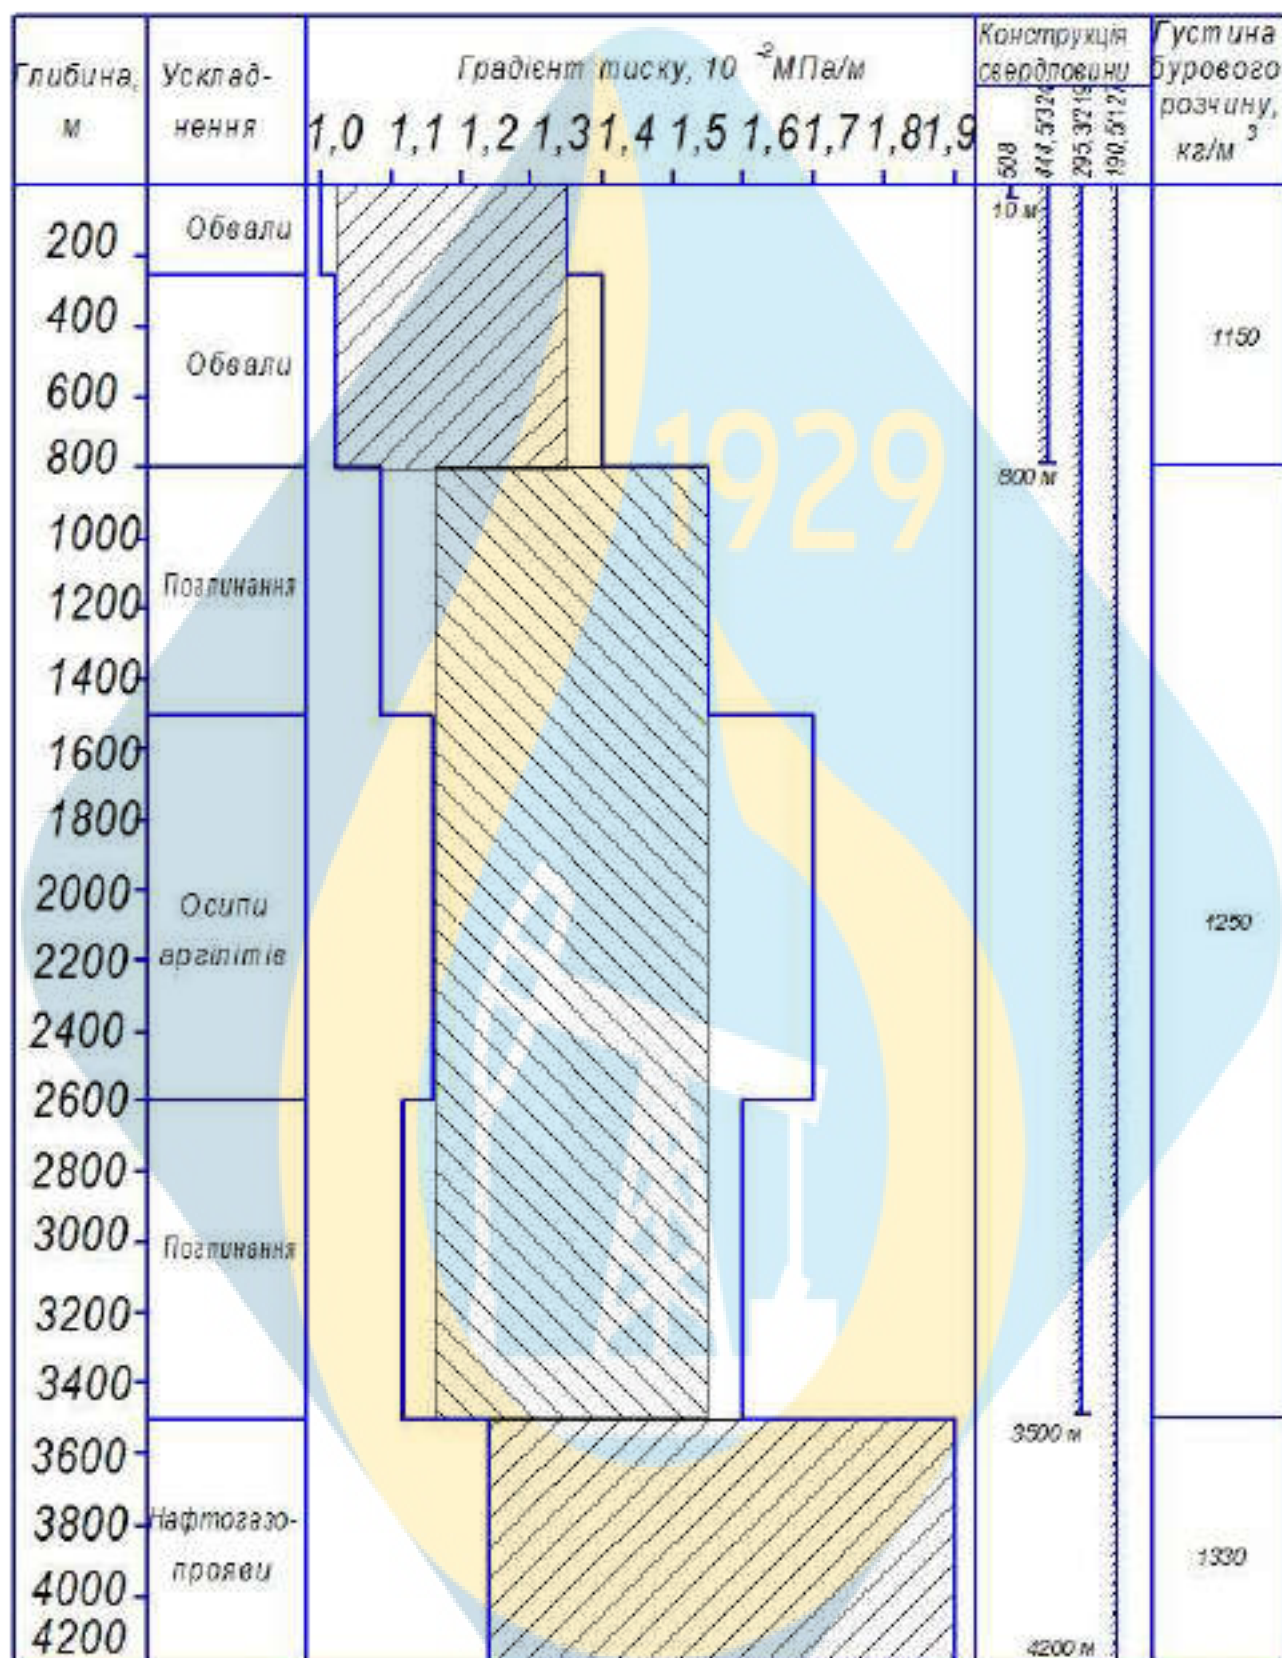 Глибина,
м
Усклад-
нення
Градієнт тиску, 10 -2 МПа/м
1,0 1,1 1,2 1,3 1,4 1,5 1,6 1,7 1,8 1,9
Конструкція
свердловини
508
444,5/324
295,3/219
190,5/127
Густина
бурового
розчину,
кг/м 3
10 м
200
Обвали
400
1150
Обвали
600
1929
800
800 м
1000
Поглинання
1200
1400
1600
1800
2000
Осипи
1250
2200
аргілітів
2400
2600
2800
3000
Поглинання
3200
3400
3500 м
3600
3800
Нафтогазо-
прояви
1330
4000
4200
4200 м